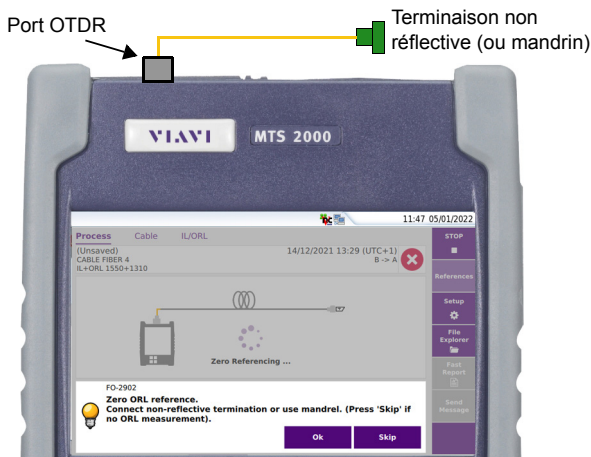 Port OTDR
Terminaison non
réflective (ou mandrin)
VIAVI
MTS 2000
11:47 05/01/2022
Process Cable IL/ORL
STOP
(Unsaved)
14/12/2021 13:29 (UTC+1)
CABLE FIBER 4
B -> A
IL+ORL 1550+1310
References
Setup
File
Explorer
Zero Referencing ...
Fast
Report
Send
Message
FO-2902
Zero ORL reference.
Connect non-reflective termination or use mandrel. (Press 'Skip' if
no ORL measurement).
Ok Skip